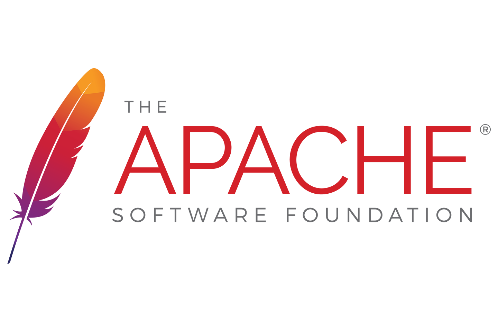 THE
APACHE®
SOFTWARE FOUNDATION